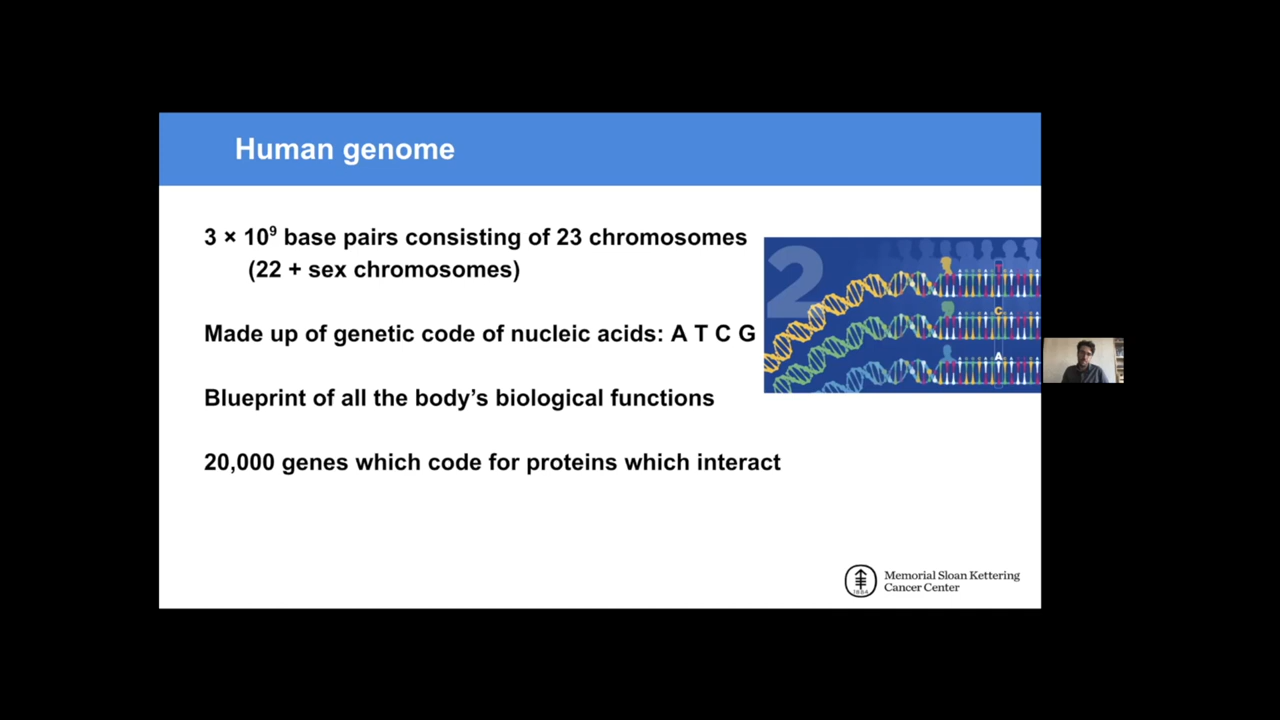 Human genome
3 × 10⁹ base pairs consisting of 23 chromosomes
(22 + sex chromosomes)
Made up of genetic code of nucleic acids: A T C G
Blueprint of all the body’s biological functions
20,000 genes which code for proteins which interact
2
T
C
A
1884
Memorial Sloan Kettering
Cancer Center